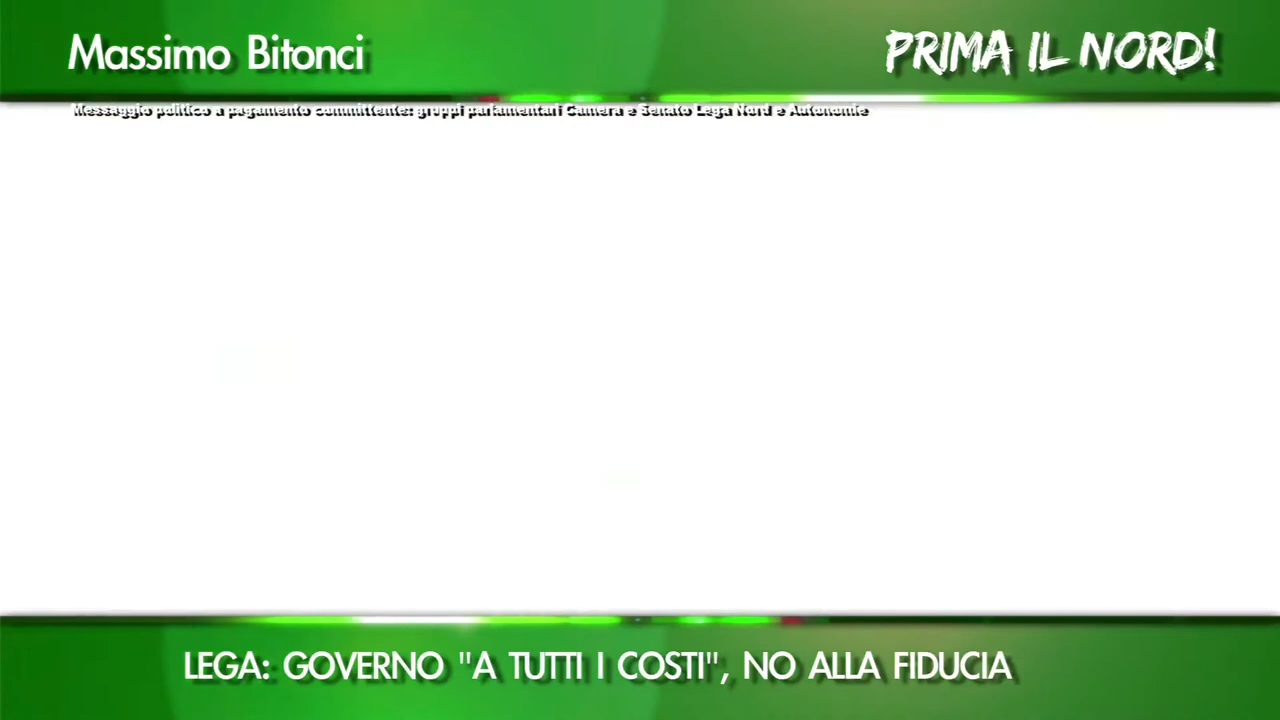 Massimo Bitonci
PRIMA IL NORD!
Messaggio politico a pagamento committente: gruppi parlamentari Camera e Senato Lega Nord e Autonomie
LEGA: GOVERNO "A TUTTI I COSTI", NO ALLA FIDUCIA